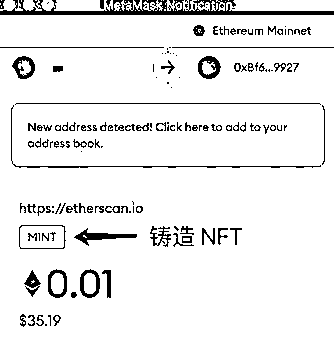 MetaMask Notification
Ethereum Mainnet
0xBf6...9927
New address detected! Click here to add to your
address book.
https://etherscan.io
MINT
铸造 NFT
0.01
$35.19